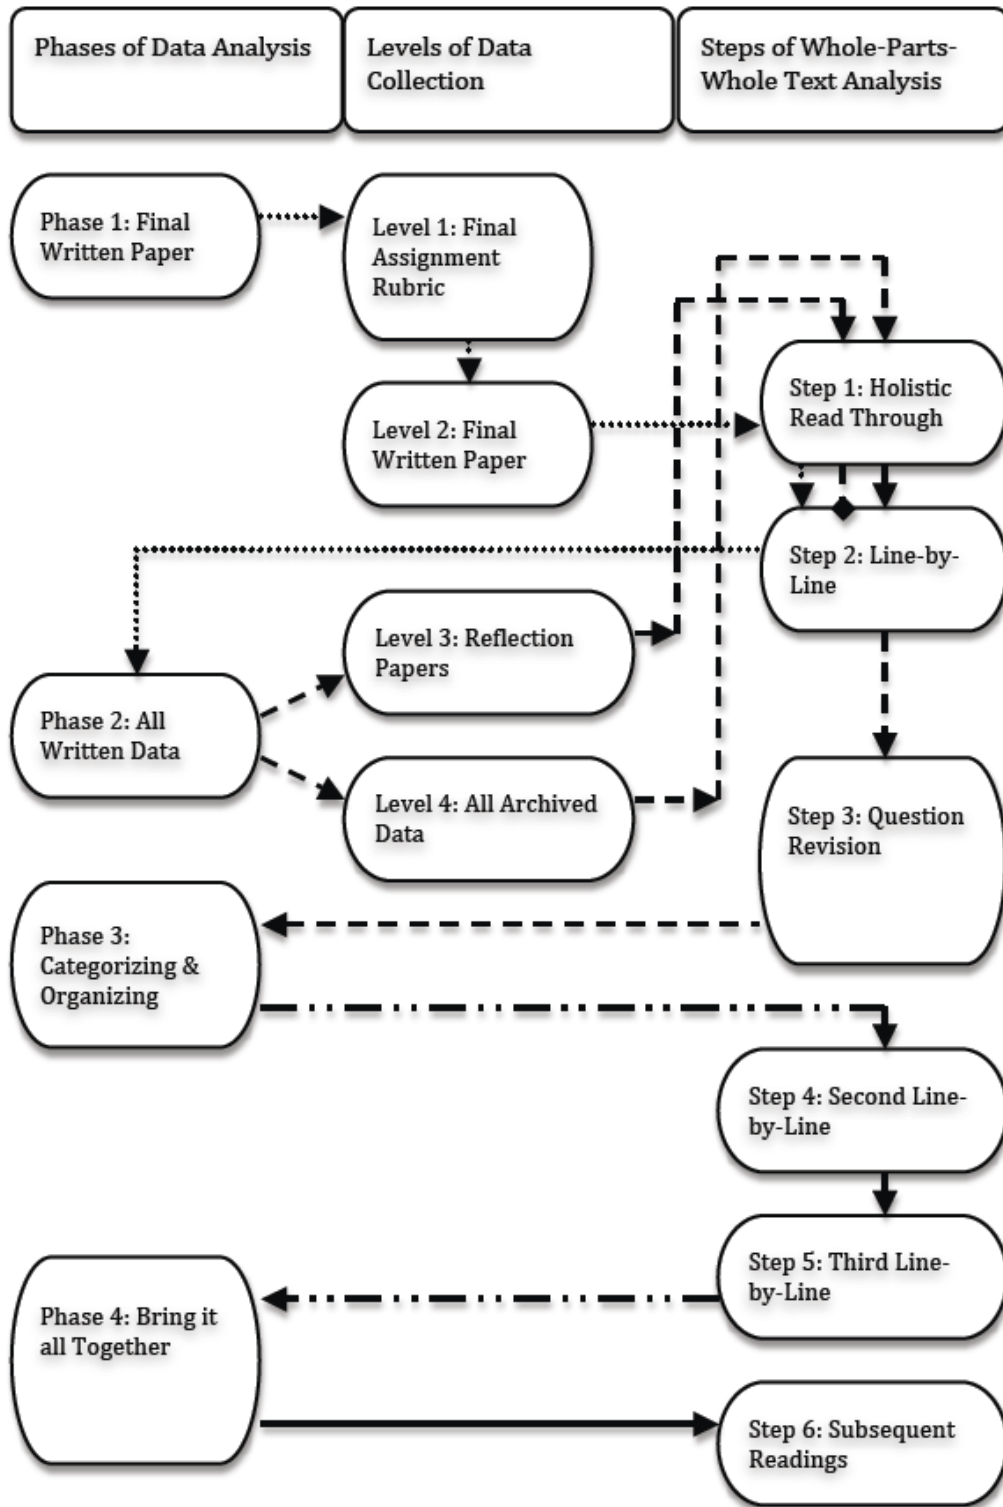 Phases of Data Analysis
Levels of Data
Collection
Steps of Whole-Parts-
Whole Text Analysis
Phase 1: Final
Written Paper
Level 1: Final
Assignment
Rubric
Level 2: Final
Written Paper
Step 1: Holistic
Read Through
Step 2: Line-by-
Line
Level 3: Reflection
Papers
Phase 2: All
Written Data
Level 4: All Archived
Data
Step 3: Question
Revision
Phase 3:
Categorizing &
Organizing
Step 4: Second Line-
by-Line
Step 5: Third Line-
by-Line
Phase 4: Bring it
all Together
Step 6: Subsequent
Readings